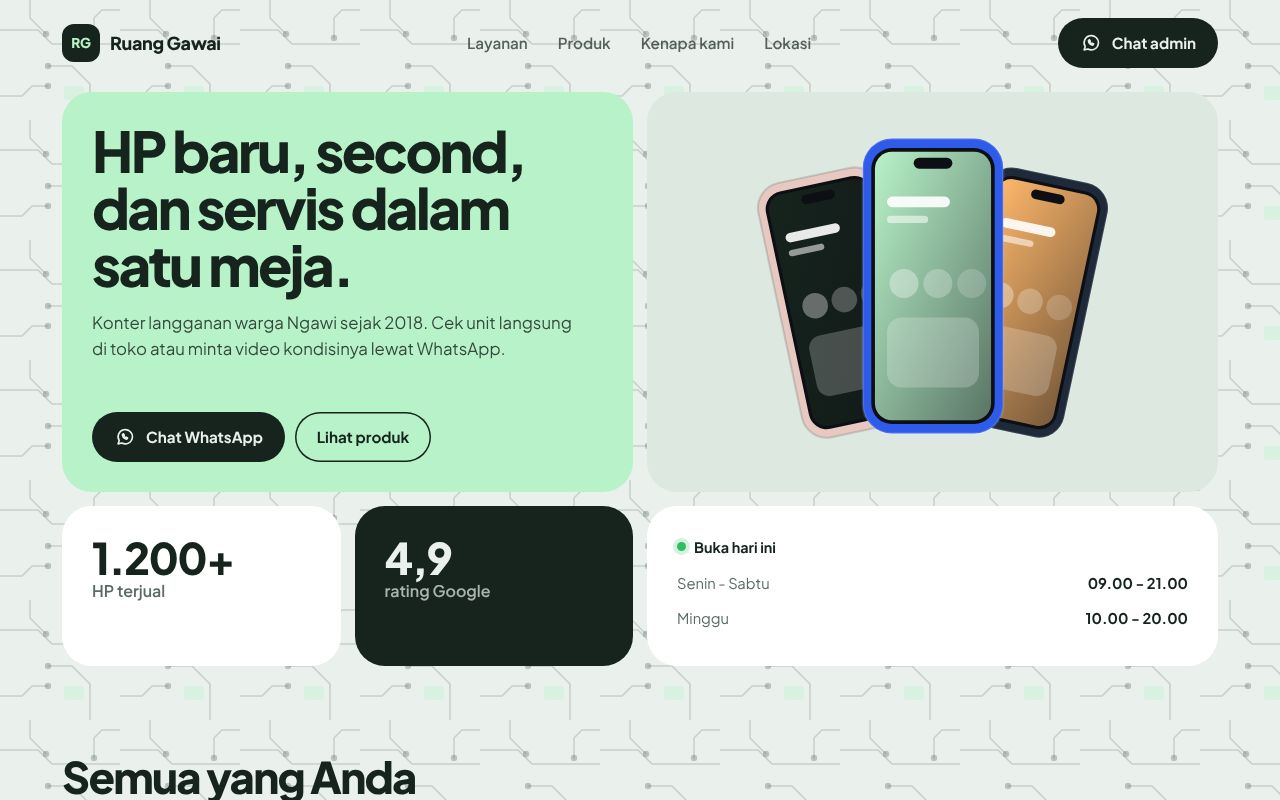 RG
Ruang Gawai
Layanan
Produk
Kenapa kami
Lokasi
Chat admin
HP baru, second,
dan servis dalam
satu meja.
Konter langganan warga Ngawi sejak 2018. Cek unit langsung
di toko atau minta video kondisinya lewat WhatsApp.
Chat WhatsApp
Lihat produk
1.200+
HP terjual
4,9
rating Google
Buka hari ini
Senin - Sabtu
09.00 – 21.00
Minggu
10.00 – 20.00
Semua yang Anda